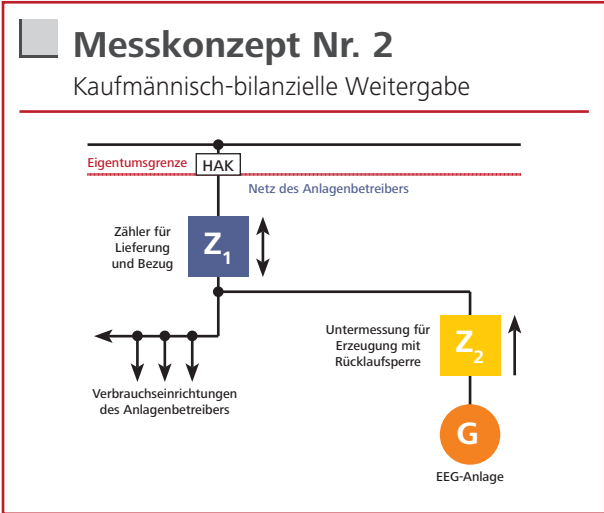 Messkonzept Nr. 2
Kaufmännisch-bilanzielle Weitergabe
Eigentumsgrenze
HAK
Netz des Anlagenbetreibers
Zähler für
Lieferung
und Bezug
Z1
Untermessung für
Erzeugung mit
Rücklaufsperre
Z2
Verbrauchseinrichtungen
des Anlagenbetreibers
G
EEG-Anlage